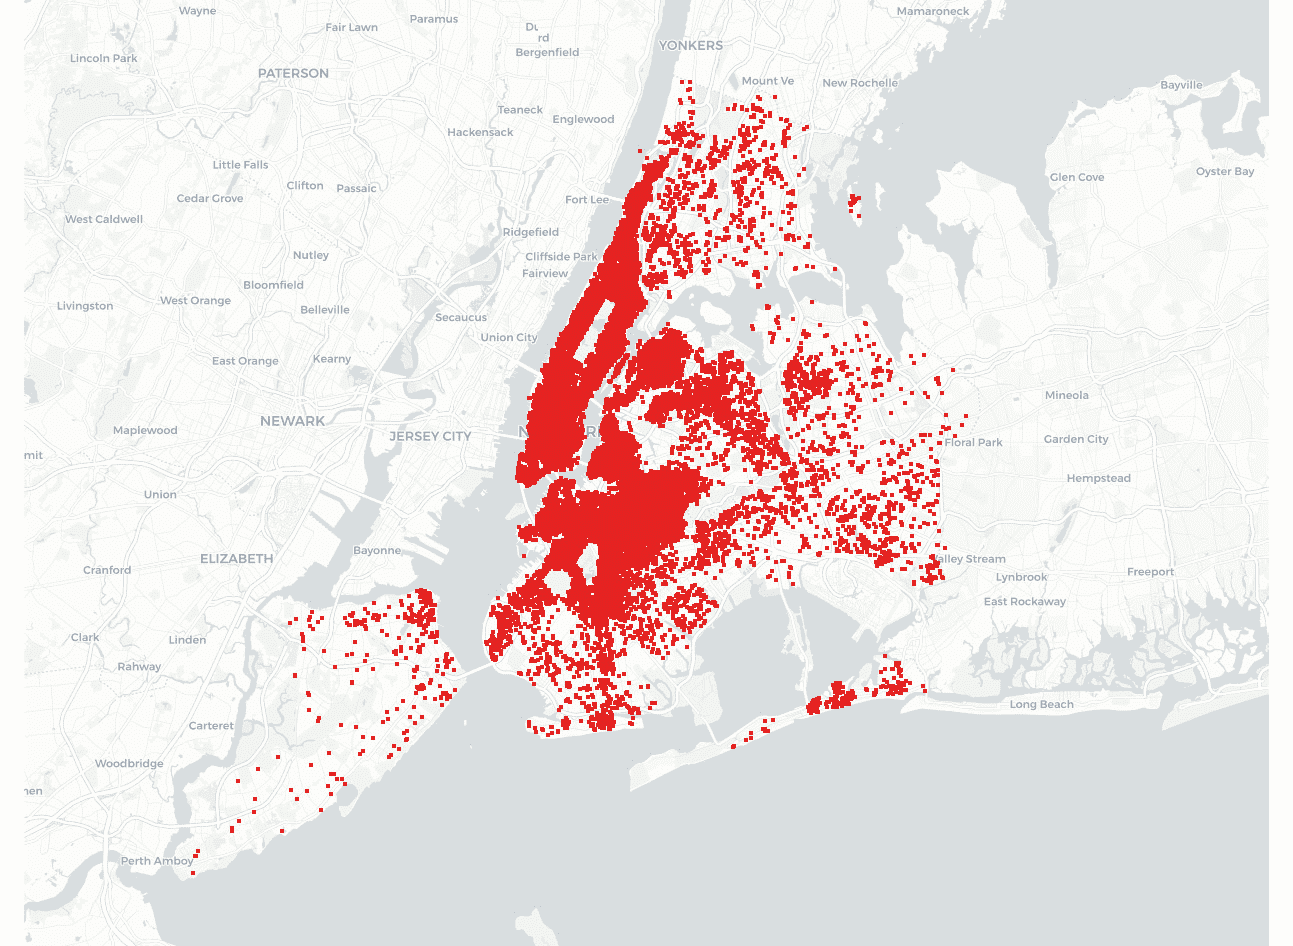 Wayne
Paramus
Mamaroneck
Fair Lawn
Du
rd
Bergenfield
YONKERS
Lincoln Park
PATERSON
Mount Ve
New Rochelle
Bayville
Teaneck
Englewood
Hackensack
Little Falls
Clifton
Passaic
Glen Cove
Oyster Bay
Cedar Grove
Fort Lee
West Caldwell
Ridgefield
Nutley
Cliffside Park
Fairview
Bloomfield
Livingston
West Orange
Belleville
Secaucus
Union City
East Orange
Kearny
Mineola
NEWARK
Maplewood
JERSEY CITY
N
R
Floral Park
Garden City
mit
Hempstead
Union
ELIZABETH
Bayonne
alley Stream
Cranford
Lynbrook
Freeport
East Rockaway
Clark
Linden
Rahway
Long Beach
Carteret
Woodbridge
en
Perth Amboy